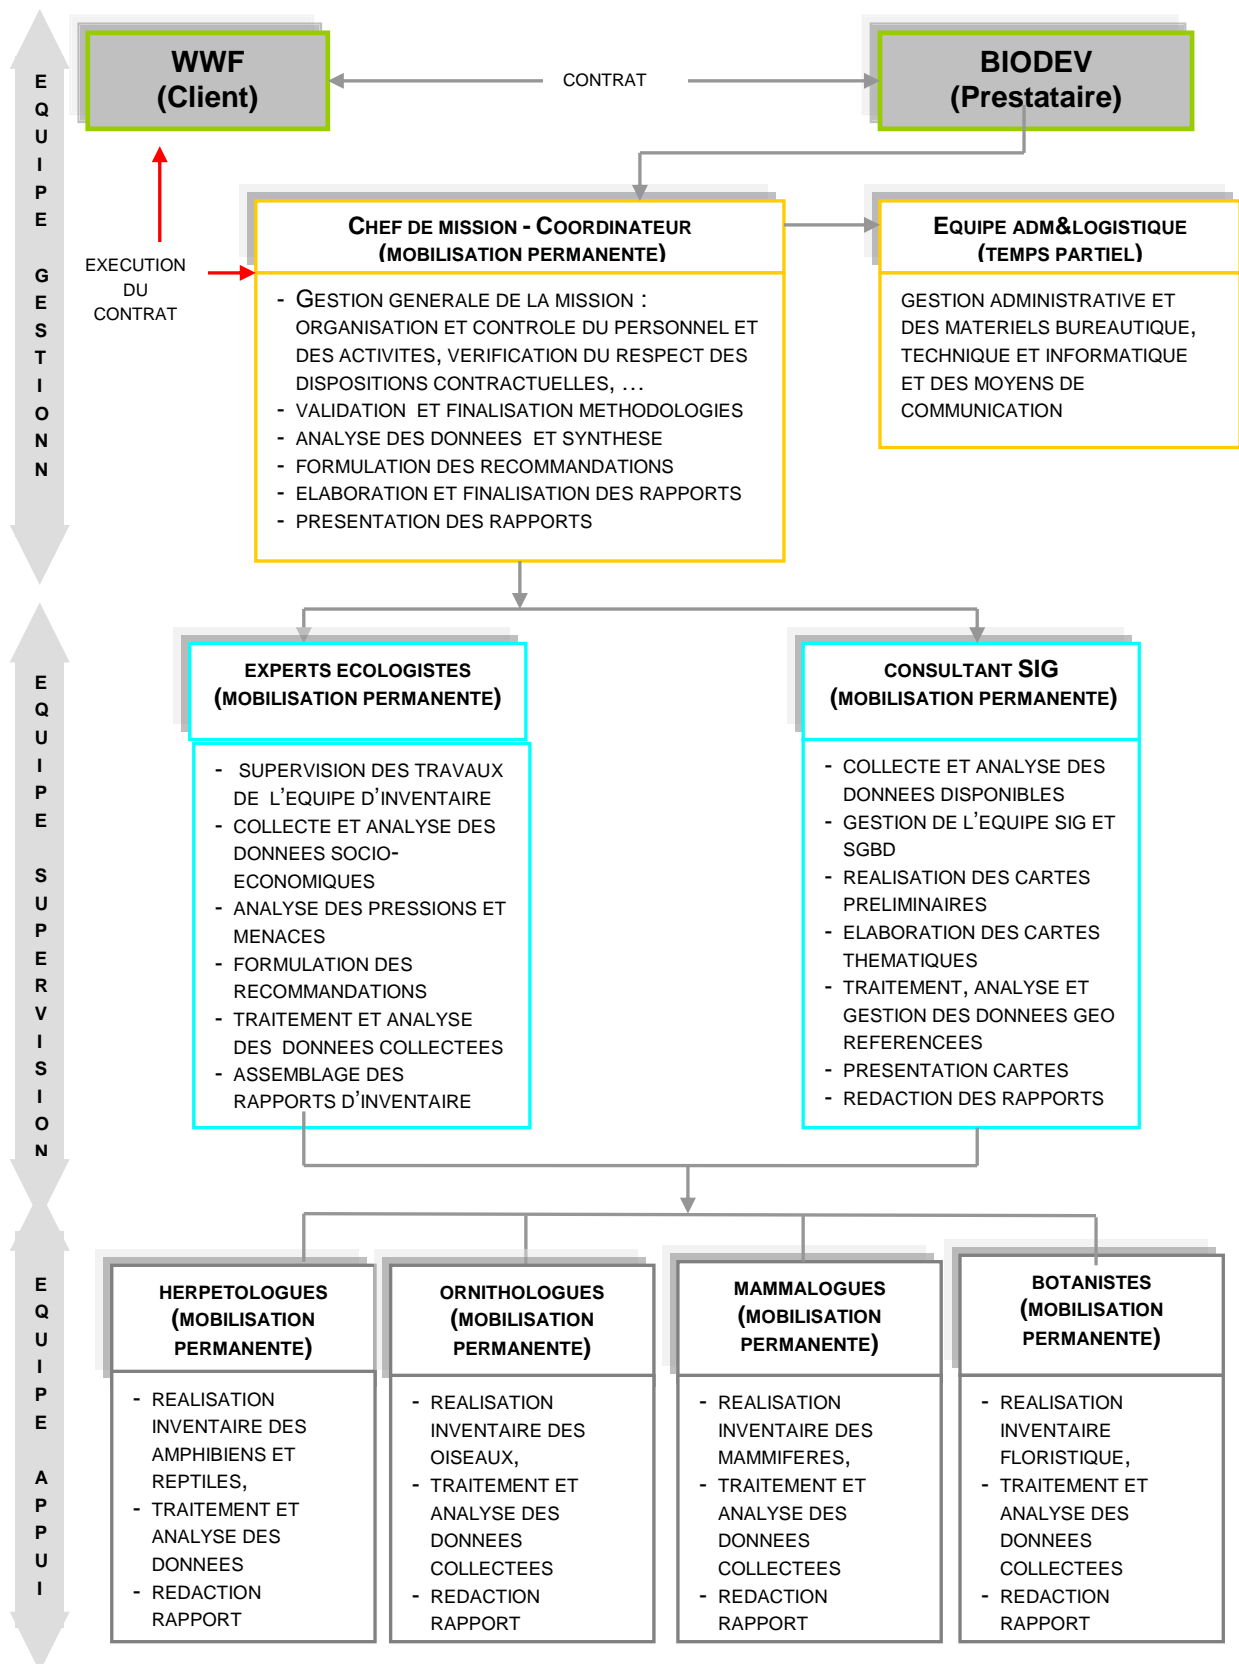 WWF
(Client)
CONTRAT
BIODEV
(Prestataire)
EQUIPE GESTIONN
EXECUTION
DU
CONTRAT
CHEF DE MISSION - COORDINATEUR
(MOBILISATION PERMANENTE)
- GESTION GENERALE DE LA MISSION :
ORGANISATION ET CONTROLE DU PERSONNEL ET
DES ACTIVITES, VERIFICATION DU RESPECT DES
DISPOSITIONS CONTRACTUELLES, …
- VALIDATION ET FINALISATION METHODOLOGIES
- ANALYSE DES DONNEES ET SYNTHESE
- FORMULATION DES RECOMMANDATIONS
- ELABORATION ET FINALISATION DES RAPPORTS
- PRESENTATION DES RAPPORTS
EQUIPE ADM&LOGISTIQUE
(TEMPS PARTIEL)
GESTION ADMINISTRATIVE ET
DES MATERIELS BUREAUTIQUE,
TECHNIQUE ET INFORMATIQUE
ET DES MOYENS DE
COMMUNICATION
EQUIPE SUPERVISION
EXPERTS ECOLOGISTES
(MOBILISATION PERMANENTE)
- SUPERVISION DES TRAVAUX
DE L'EQUIPE D'INVENTAIRE
- COLLECTE ET ANALYSE DES
DONNEES SOCIO-
ECONOMIQUES
- ANALYSE DES PRESSIONS ET
MENACES
- FORMULATION DES
RECOMMANDATIONS
- TRAITEMENT ET ANALYSE
DES DONNEES COLLECTEES
- ASSEMBLAGE DES
RAPPORTS D'INVENTAIRE
CONSULTANT SIG
(MOBILISATION PERMANENTE)
- COLLECTE ET ANALYSE DES
DONNEES DISPONIBLES
- GESTION DE L'EQUIPE SIG ET
SGBD
- REALISATION DES CARTES
PRELIMINAIRES
- ELABORATION DES CARTES
THEMATIQUES
- TRAITEMENT, ANALYSE ET
GESTION DES DONNEES GEO
REFERENCEES
- PRESENTATION CARTES
- REDACTION DES RAPPORTS
EQUIPE APPUI
HERPETOLOGUES
(MOBILISATION
PERMANENTE)
- REALISATION
INVENTAIRE DES
AMPHIBIENS ET
REPTILES,
- TRAITEMENT ET
ANALYSE DES
DONNEES
- REDACTION
RAPPORT
ORNITHOLOGUES
(MOBILISATION
PERMANENTE)
- REALISATION
INVENTAIRE DES
OISEAUX,
- TRAITEMENT ET
ANALYSE DES
DONNEES
COLLECTEES
- REDACTION
RAPPORT
MAMMALOGUES
(MOBILISATION
PERMANENTE)
- REALISATION
INVENTAIRE DES
MAMMIFERES,
- TRAITEMENT ET
ANALYSE DES
DONNEES
COLLECTEES
- REDACTION
RAPPORT
BOTANISTES
(MOBILISATION
PERMANENTE)
- REALISATION
INVENTAIRE
FLORISTIQUE,
- TRAITEMENT ET
ANALYSE DES
DONNEES
COLLECTEES
- REDACTION
RAPPORT